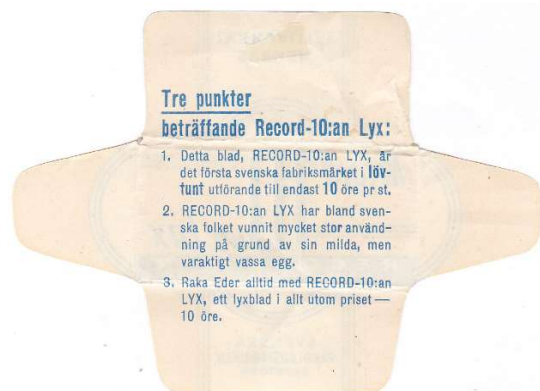 Tre punkter
beträffande Record-10:an Lyx:
1. Detta blad, RECORD-10:an LYX, är
det första svenska fabriksmärket i löv-
tunt utförande till endast 10 öre pr st.
2. RECORD-10:an LYX har bland sven-
ska folket vunnit mycket stor använd-
ning på grund av sin milda, men
varaktigt vassa egg.
3. Raka Eder alltid med RECORD-10:an
LYX, ett lyxblad i allt utom priset —
10 öre.